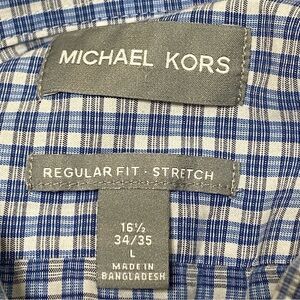 MICHAEL KORS
REGULAR FIT · STRETCH
16½
34/35
L
MADE IN
BANGLADESH